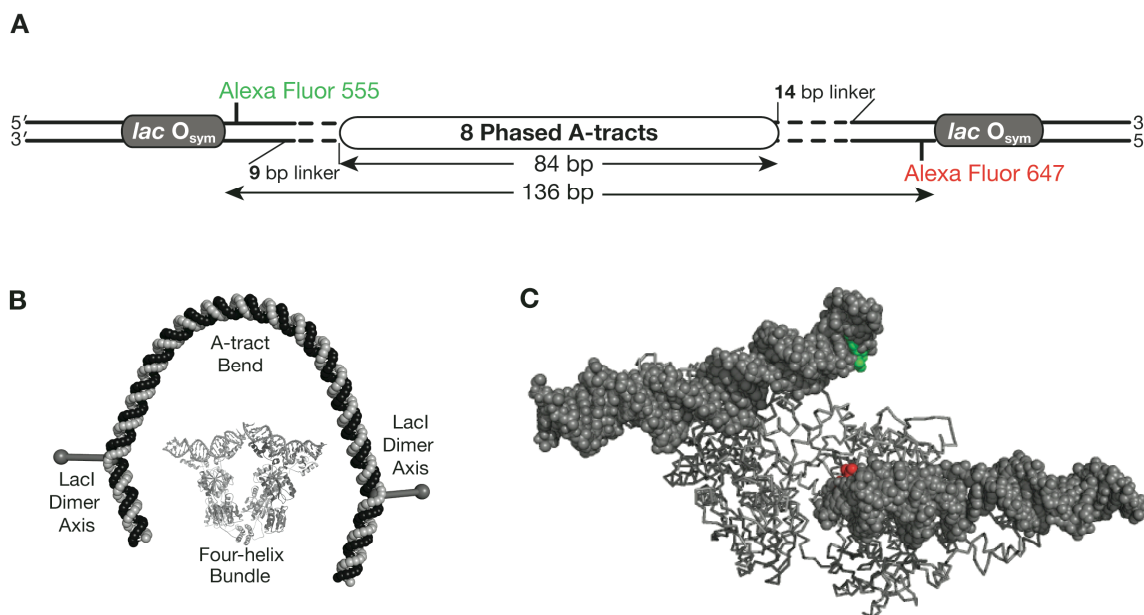 A
Alexa Fluor 555
14 bp linker
5′
3′
lac Osym
8 Phased A-tracts
lac Osym
3
5
9 bp linker
84 bp
Alexa Fluor 647
136 bp
B
C
A-tract
Bend
LacI
Dimer
Axis
LacI
Dimer
Axis
Four-helix
Bundle